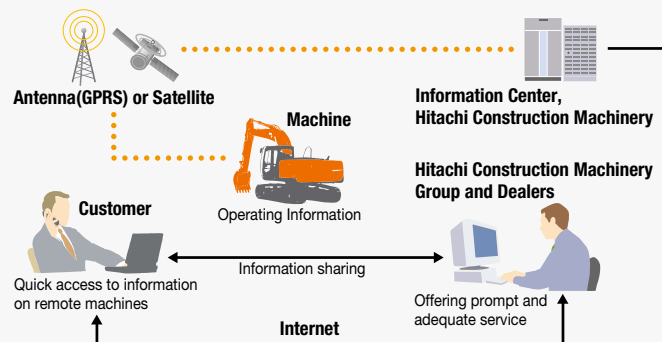 Antenna(GPRS) or Satellite
Information Center,
Hitachi Construction Machinery
Machine
Operating Information
Hitachi Construction Machinery
Group and Dealers
Customer
Quick access to information
on remote machines
Information sharing
Offering prompt and
adequate service
Internet